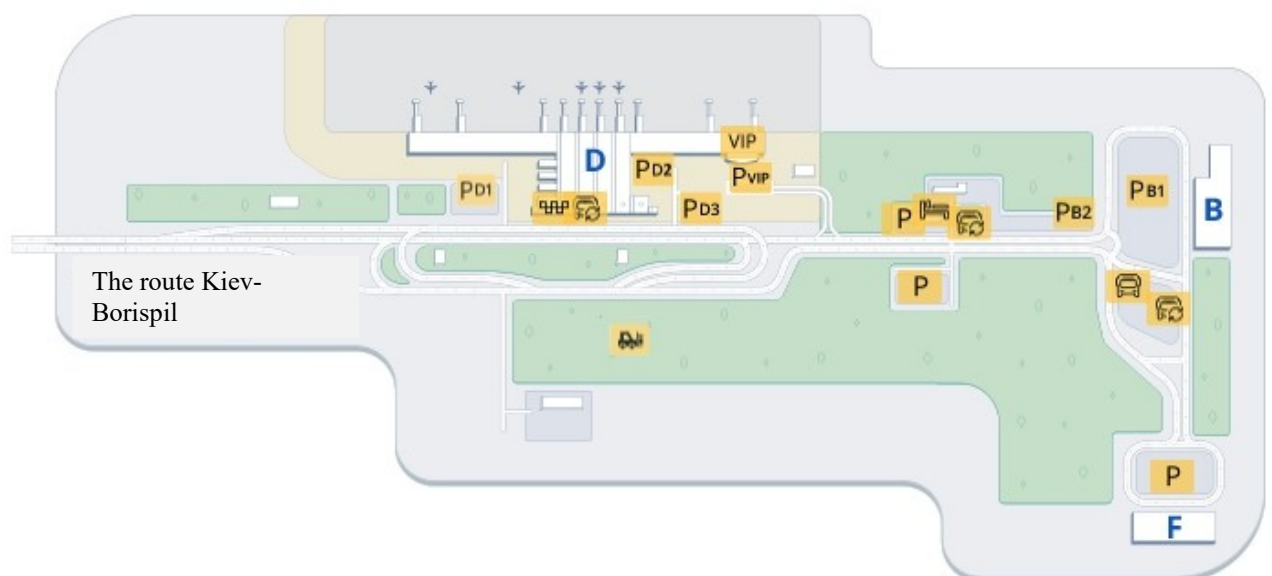 VIP
D
PD2
PVIP
PD1
PD3
PB1
B
P
PB2
The route Kiev-
Borispil
P
P
F